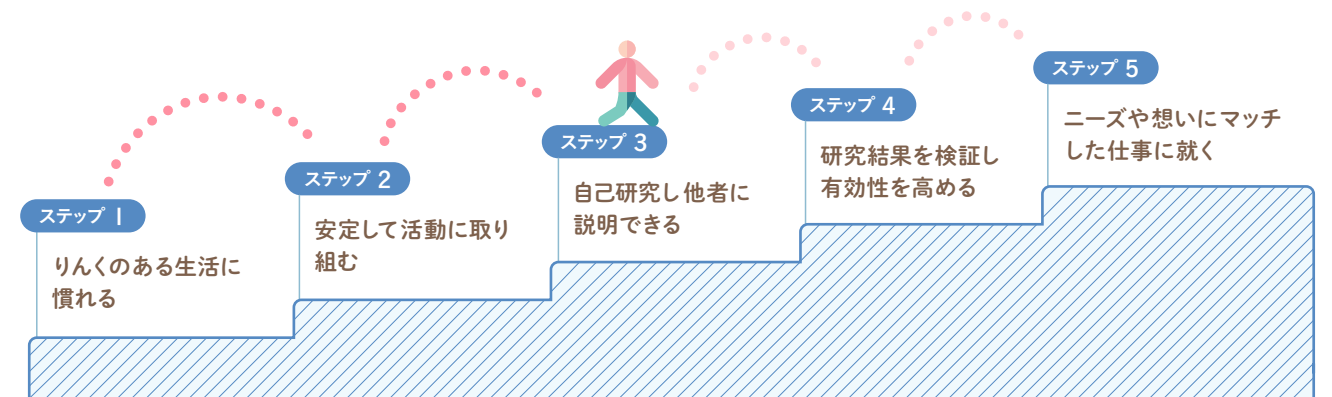 ステップ 1
りんくのある生活に
慣れる
ステップ 2
安定して活動に取り
組む
ステップ 3
自己研究し他者に
説明できる
ステップ 4
研究結果を検証し
有効性を高める
ステップ 5
ニーズや想いにマッチ
した仕事に就く